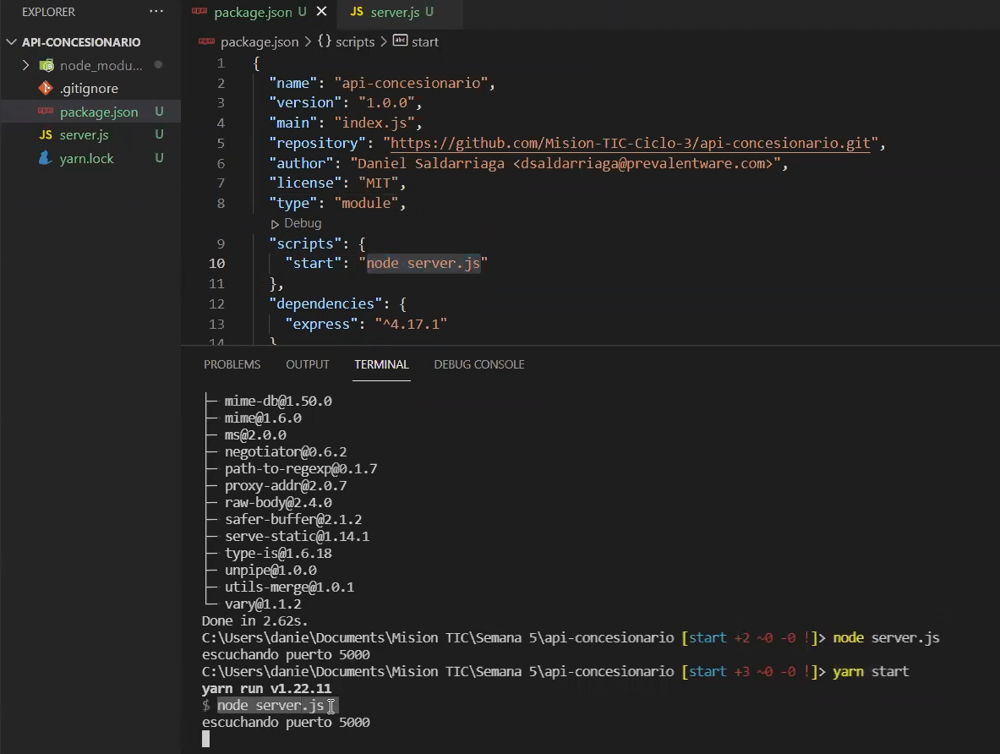 EXPLORER ...
API-CONCESIONARIO
node_modu...
.gitignore
package.json U
JS server.js U
yarn.lock U
package.json U
JS server.js U
package.json > {} scripts > abc start
1 {
2 "name": "api-concesionario",
3 "version": "1.0.0",
4 "main": "index.js",
5 "repository": "https://github.com/Mision-TIC-Ciclo-3/api-concesionario.git",
6 "author": "Daniel Saldarriaga <dsaldarriaga@prevalentware.com>",
7 "license": "MIT",
8 "type": "module",
Debug
9 "scripts": {
10 "start": "node server.js"
11 },
12 "dependencies": {
13 "express": "^4.17.1"
14 }
PROBLEMS OUTPUT TERMINAL DEBUG CONSOLE
├─ mime-db@1.50.0
├─ mime@1.6.0
├─ ms@2.0.0
├─ negotiator@0.6.2
├─ path-to-regexp@0.1.7
├─ proxy-addr@2.0.7
├─ raw-body@2.4.0
├─ safer-buffer@2.1.2
├─ serve-static@1.14.1
├─ type-is@1.6.18
├─ unpipe@1.0.0
├─ utils-merge@1.0.1
└─ vary@1.1.2
Done in 2.62s.
C:\Users\danie\Documents\Mision TIC\Semana 5\api-concesionario [start +2 ~0 -0 !]> node server.js
escuchando puerto 5000
C:\Users\danie\Documents\Mision TIC\Semana 5\api-concesionario [start +3 ~0 -0 !]> yarn start
yarn run v1.22.11
$ node server.js
escuchando puerto 5000